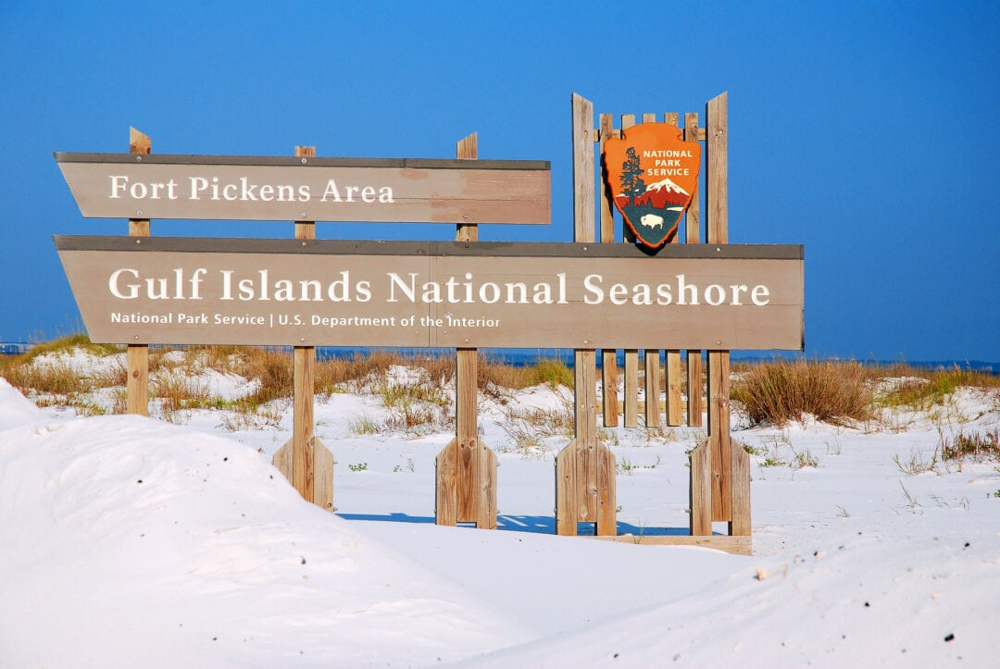 NATIONAL
PARK
SERVICE
Fort Pickens Area
Gulf Islands National Seashore
National Park Service | U.S. Department of the Interior